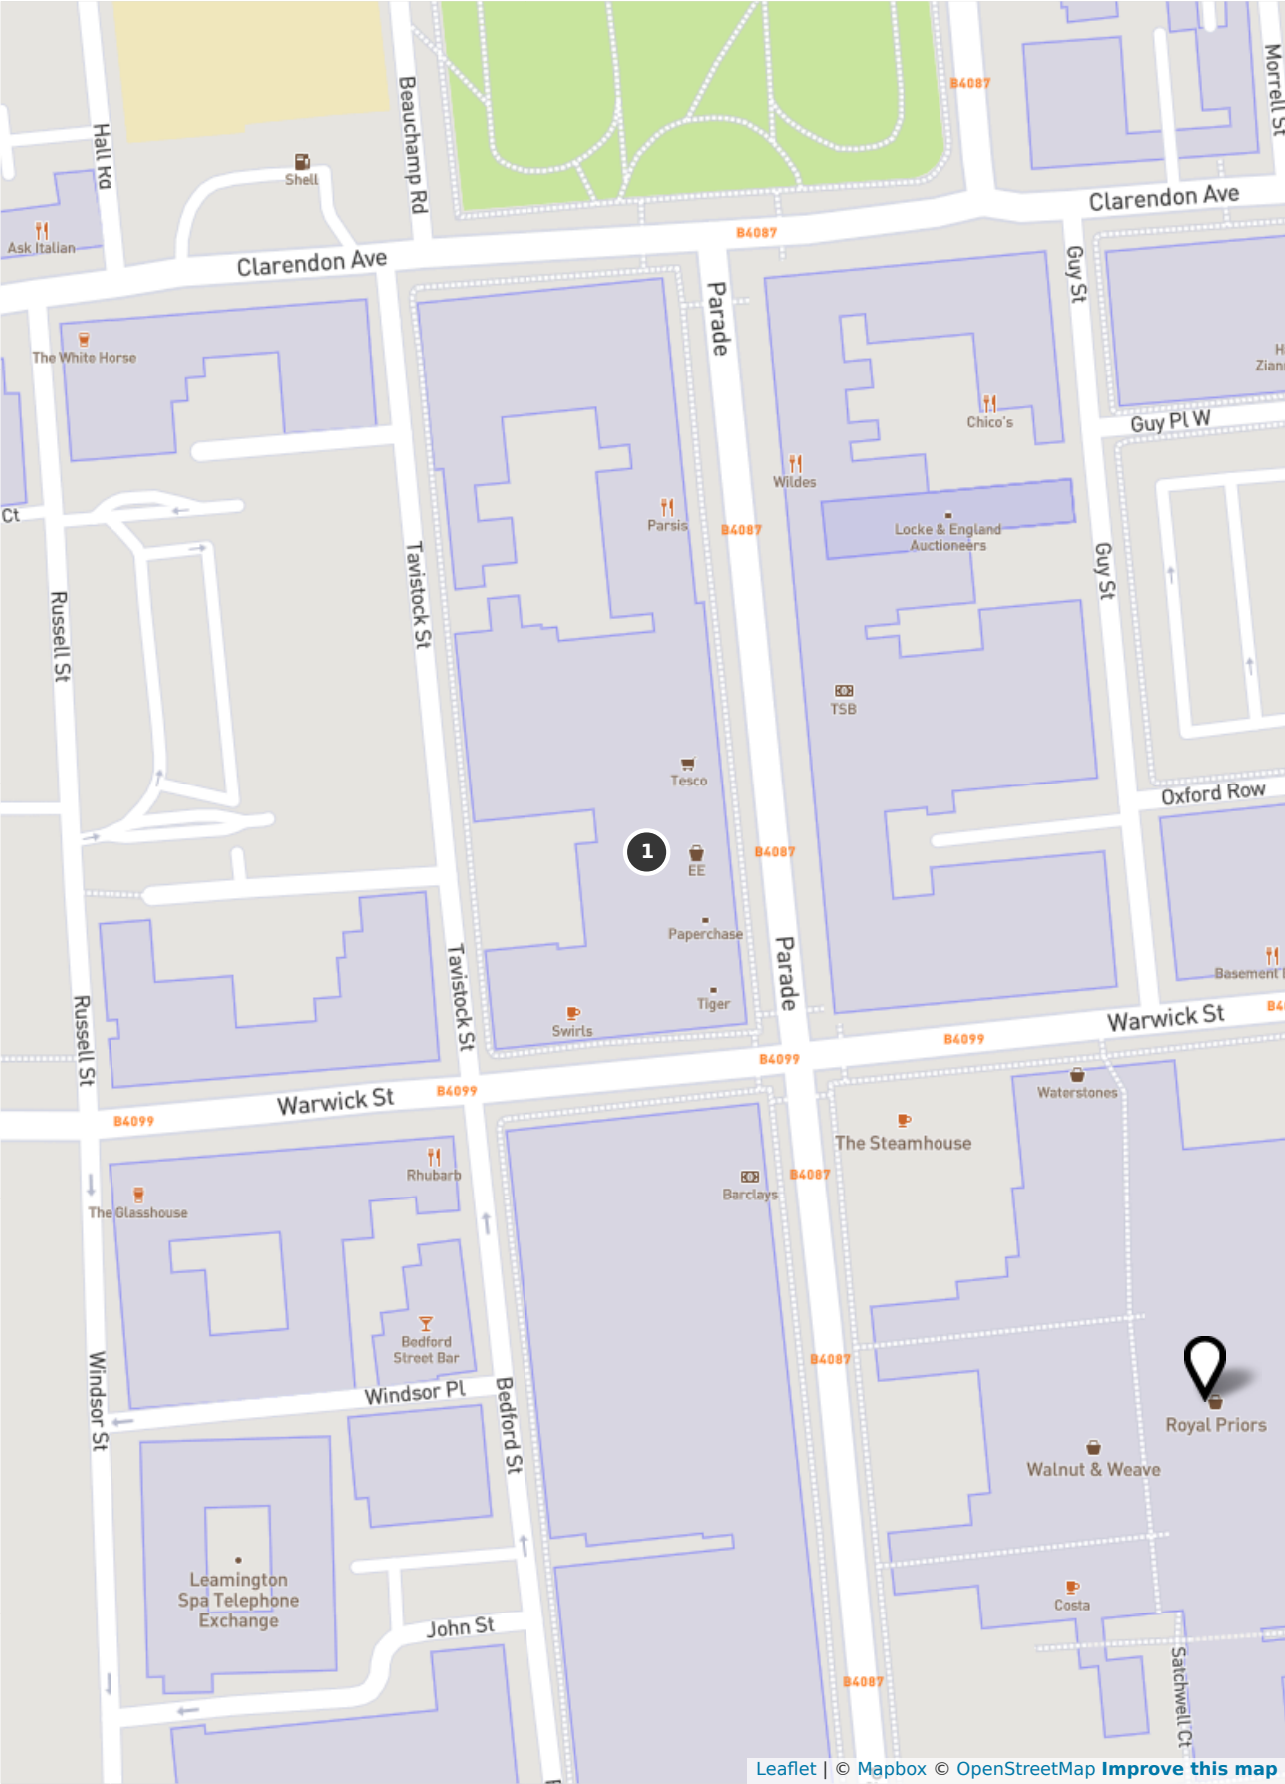 B4087
Morrell St
Hall Rd
Beauchamp Rd
Shell
Clarendon Ave
Ask Italian
B4087
Clarendon Ave
Guy St
Parade
The White Horse
Chico's
Guy Pl W
Wildes
Parsis
Ct
B4087
Locke & England
Auctioneers
Tavistock St
Guy St
Russell St
TSB
Tesco
Oxford Row
1
EE
B4087
Paperchase
Parade
Tavistock St
Basement
Tiger
Swirls
Russell St
Warwick St
B4099
B4099
B4099
Warwick St
B4099
Waterstones
The Steamhouse
Rhubarb
B4087
Barclays
The Glasshouse
Bedford
Street Bar
B4087
Windsor Pl
Windsor St
Bedford St
Royal Priors
Walnut & Weave
Leamington
Spa Telephone
Exchange
Costa
John St
B4087
Satchwell Ct
Leaflet | © Mapbox © OpenStreetMap Improve this map